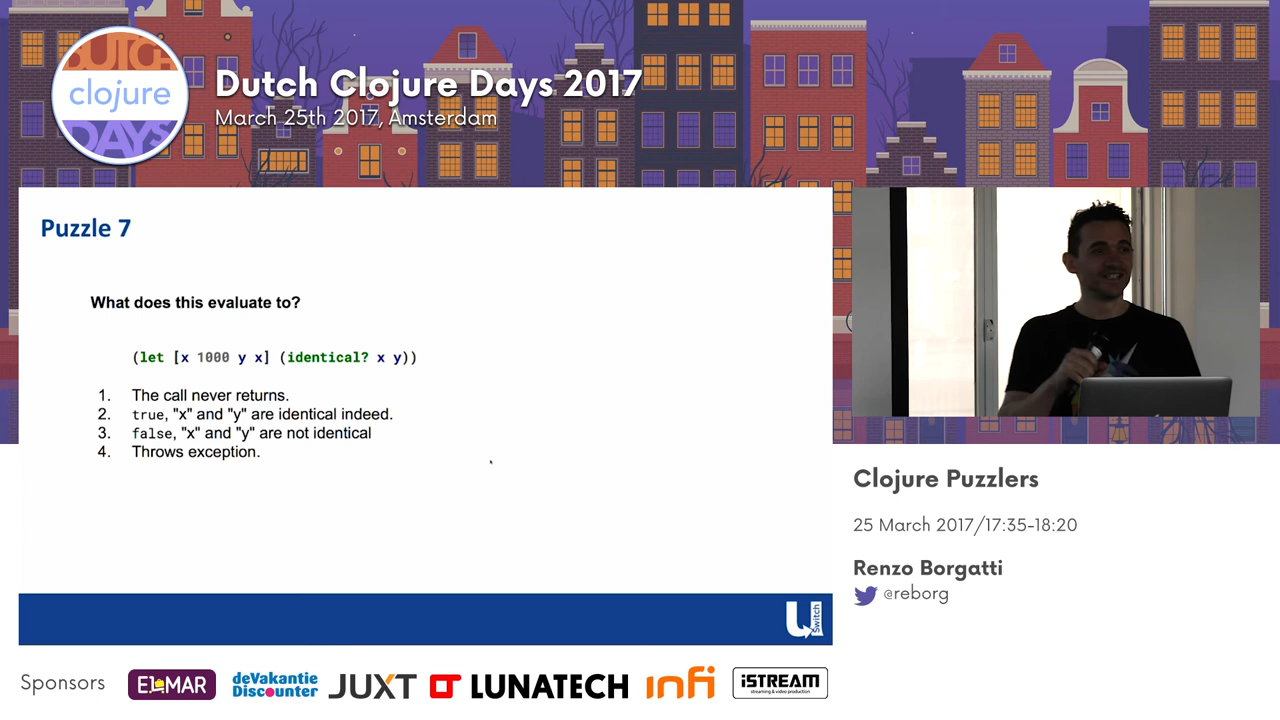 DUTCH
clojure
DAYS
Dutch Clojure Days 2017
March 25th 2017, Amsterdam
Puzzle 7
What does this evaluate to?
(let [x 1000 y x] (identical? x y))
1. The call never returns.
2. true, "x" and "y" are identical indeed.
3. false, "x" and "y" are not identical
4. Throws exception.
U Switch
Clojure Puzzlers
25 March 2017/17:35-18:20
Renzo Borgatti
@reborg
Sponsors
ELMAR
deVakantie
Discounter
JUXT
LUNATECH
infi
iSTREAM
streaming & video production